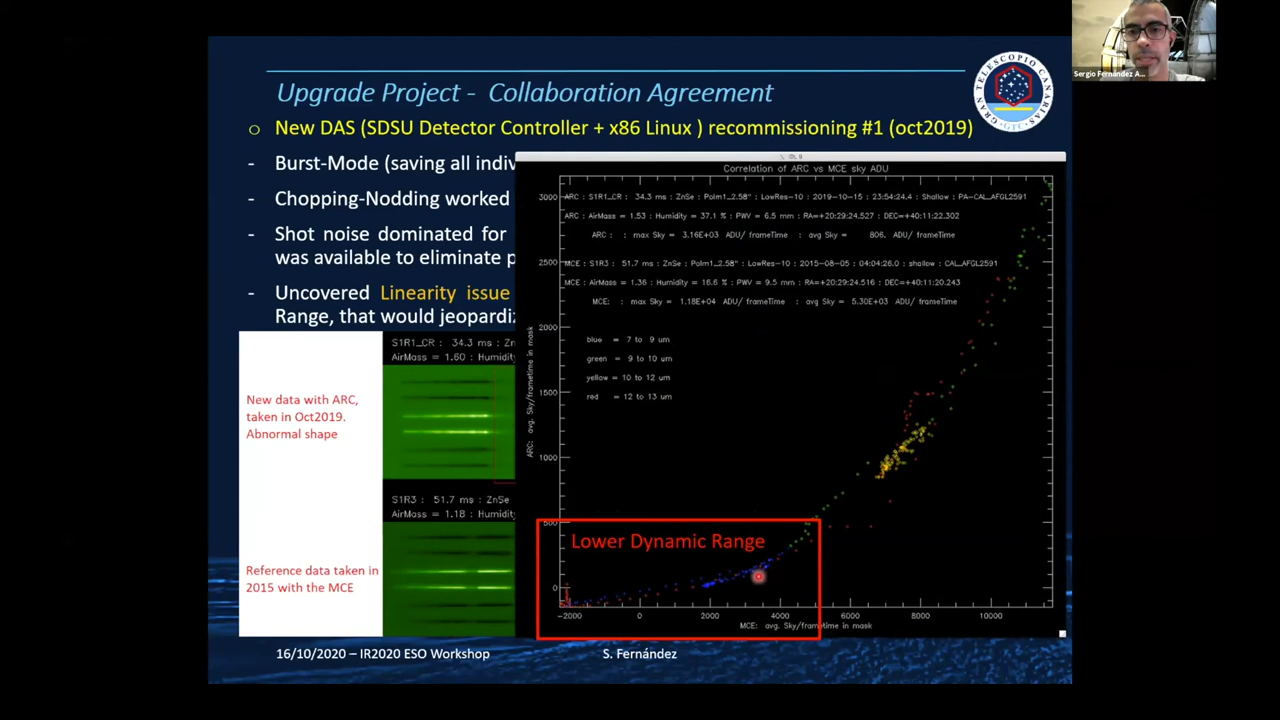 Sergio Fernández A...
Upgrade Project - Collaboration Agreement
GRAN TELESCOPIO CANARIAS
GTC
o New DAS (SDSU Detector Controller + x86 Linux ) recommissioning #1 (oct2019)
- Burst-Mode (saving all indiv
- Chopping-Nodding worked
- Shot noise dominated for
was available to eliminate p
- Uncovered Linearity issue
Range, that would jeopardiz
New data with ARC,
taken in Oct2019.
Abnormal shape
S1R1_CR : 34.3 ms : Zn
AirMass = 1.60 : Humidity
Reference data taken in
2015 with the MCE
S1R3 : 51.7 ms : ZnSe
AirMass = 1.18 : Humidity
IDL 9
Correlation of ARC vs MCE sky ADU
ARC : S1R1_CR : 34.3 ms : ZnSe : Polm1_2.58" : LowRes-10 : 2019-10-15 : 23:54:24.4 : Shallow : PA-CAL_AFGL2591
ARC : AirMass = 1.53 : Humidity = 37.1 % : PWV = 6.5 mm : RA=+20:29:24.527 : DEC=+40:11:22.302
ARC : : max Sky = 3.16E+03 ADU/ frameTime : avg Sky = 806. ADU/ frameTime
MCE : S1R3 : 51.7 ms : ZnSe : Polm1_2.58" : LowRes-10 : 2015-08-05 : 04:04:26.0 : shallow : CAL_AFGL2591
MCE : AirMass = 1.36 : Humidity = 16.6 % : PWV = 9.5 mm : RA=+20:29:24.516 : DEC=+40:11:20.243
MCE: : max Sky = 1.18E+04 ADU/ frameTime : avg Sky = 5.30E+03 ADU/ frameTime
blue = 7 to 9 um
green = 9 to 10 um
yellow = 10 to 12 um
red = 12 to 13 um
3000
2500
2000
1500
1000
500
0
ARC: avg. Sky/frametime in mask
Lower Dynamic Range
-2000 0 2000 4000 6000 8000 10000
MCE: avg. Sky/frametime in mask
16/10/2020 – IR2020 ESO Workshop
S. Fernández